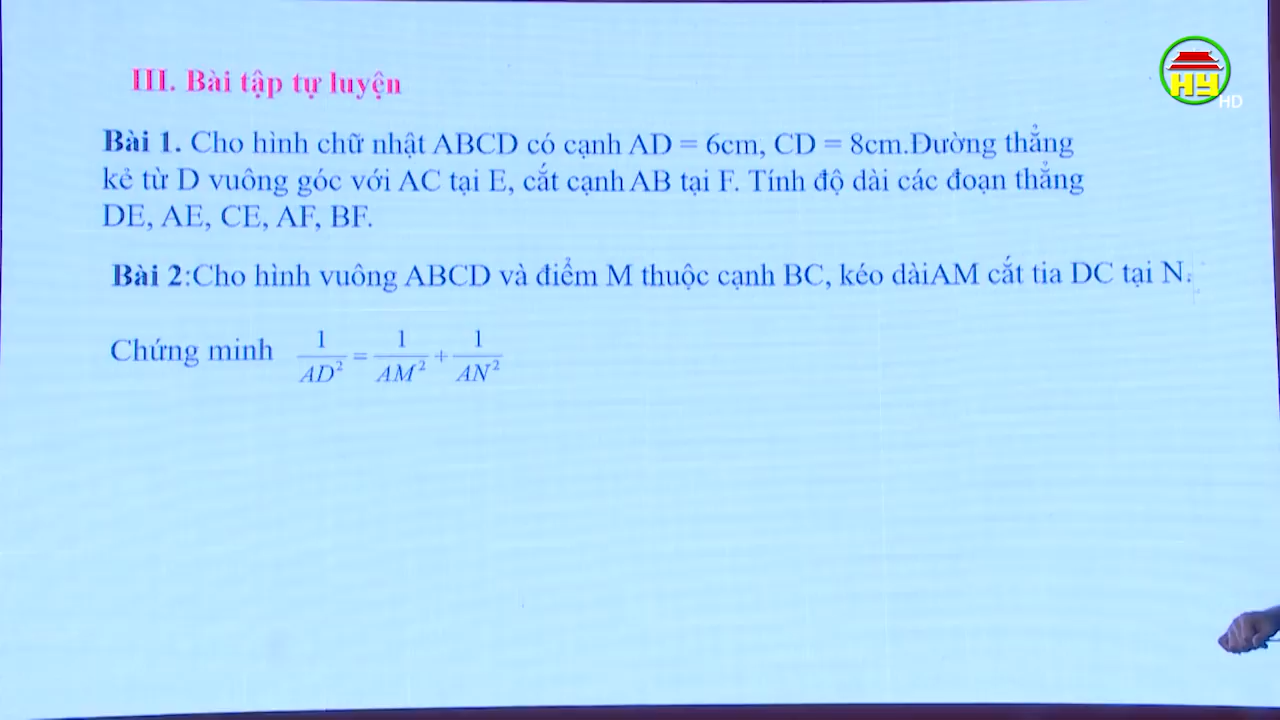 HY
HD
III. Bài tập tự luyện
Bài 1. Cho hình chữ nhật ABCD có cạnh AD = 6cm, CD = 8cm.Đường thẳng
kẻ từ D vuông góc với AC tại E, cắt cạnh AB tại F. Tính độ dài các đoạn thẳng
DE, AE, CE, AF, BF.
Bài 2:Cho hình vuông ABCD và điểm M thuộc cạnh BC, kéo dàiAM cắt tia DC tại N.
Chứng minh 1/AD² = 1/AM² + 1/AN²